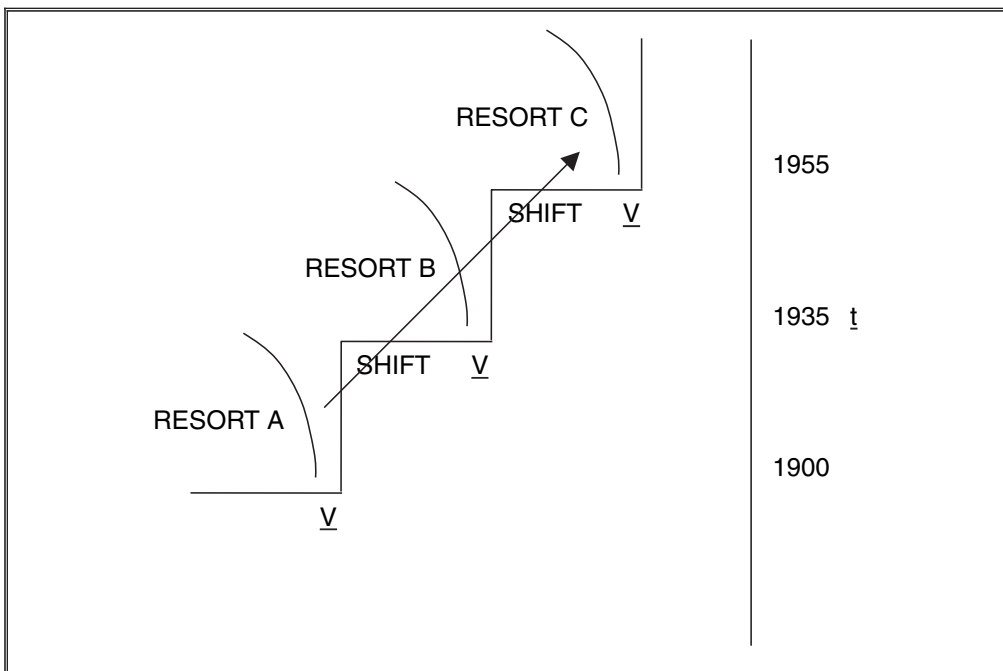 RESORT C
1955
SHIFT V
RESORT B
1935 t
SHIFT V
RESORT A
1900
V